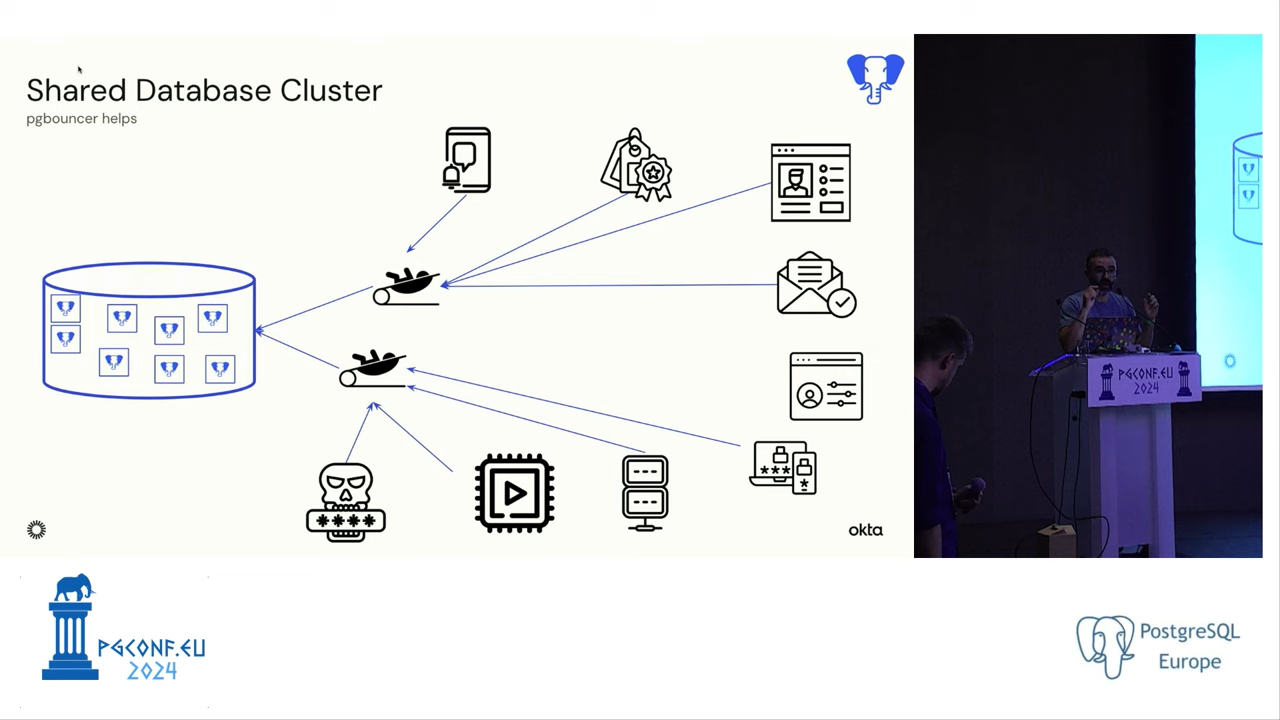 Shared Database Cluster
pgbouncer helps
okta
PGCONF.EU
2024
PGCONF.EU
2024
PostgreSQL
Europe